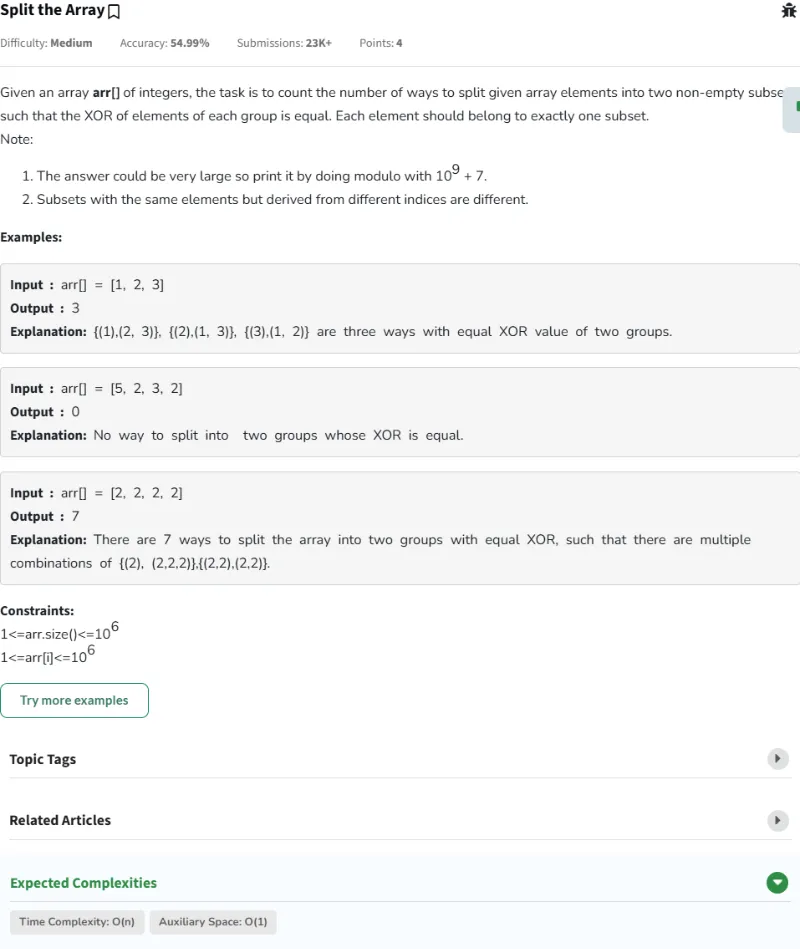 Split the Array
Difficulty: Medium Accuracy: 54.99% Submissions: 23K+ Points: 4
Given an array arr[] of integers, the task is to count the number of ways to split given array elements into two non-empty subse
such that the XOR of elements of each group is equal. Each element should belong to exactly one subset.
Note:
1. The answer could be very large so print it by doing modulo with 10⁹ + 7.
2. Subsets with the same elements but derived from different indices are different.
Examples:
Input : arr[] = [1, 2, 3]
Output : 3
Explanation: {(1),(2, 3)}, {(2),(1, 3)}, {(3),(1, 2)} are three ways with equal XOR value of two groups.
Input : arr[] = [5, 2, 3, 2]
Output : 0
Explanation: No way to split into two groups whose XOR is equal.
Input : arr[] = [2, 2, 2, 2]
Output : 7
Explanation: There are 7 ways to split the array into two groups with equal XOR, such that there are multiple
combinations of {(2), (2,2,2)},{(2,2),(2,2)}.
Constraints:
1<=arr.size()<=10⁶
1<=arr[i]<=10⁶
Try more examples
Topic Tags
Related Articles
Expected Complexities
Time Complexity: O(n) Auxiliary Space: O(1)